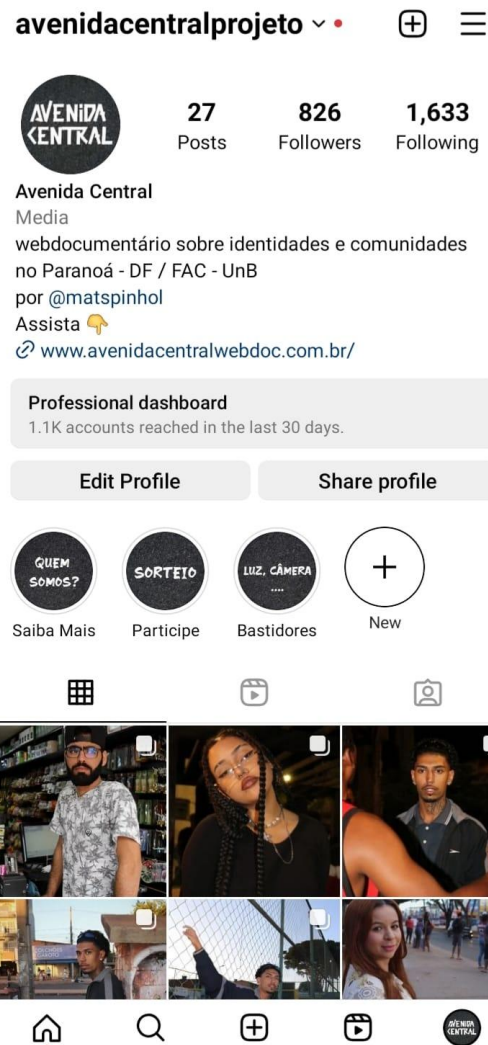 avenidacentralprojeto
AVENIDA
CENTRAL
27
Posts
826
Followers
1,633
Following
Avenida Central
Media
webdocumentário sobre identidades e comunidades
no Paranoá - DF / FAC - UnB
por @matspinhol
Assista 👇
www.avenidacentralwebdoc.com.br/
Professional dashboard
1.1K accounts reached in the last 30 days.
Edit Profile
Share profile
QUEM
SOMOS?
Saiba Mais
SORTEIO
Participe
LUZ, CÂMERA
....
Bastidores
New
AVENIDA
CENTRAL